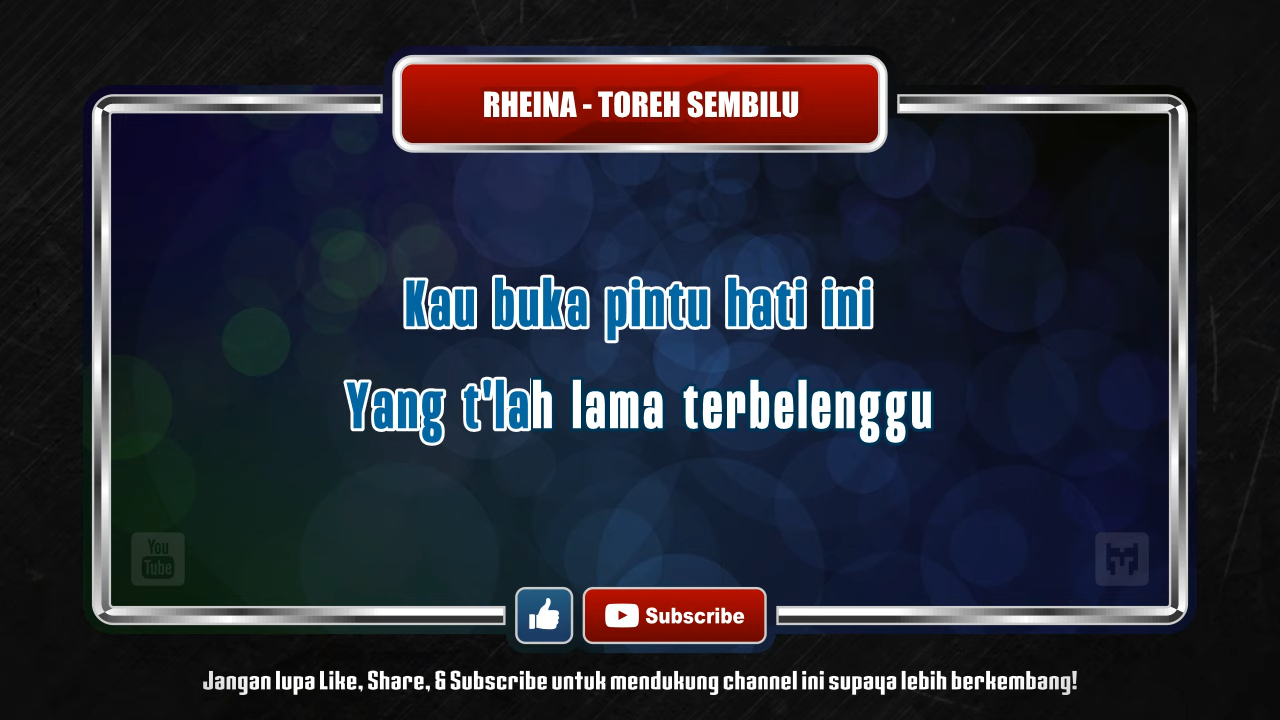 RHEINA - TOREH SEMBILU
Kau buka pintu hati ini
Yang t'lah lama terbelenggu
You
Tube
Subscribe
Jangan lupa Like, Share, & Subscribe untuk mendukung channel ini supaya lebih berkembang!